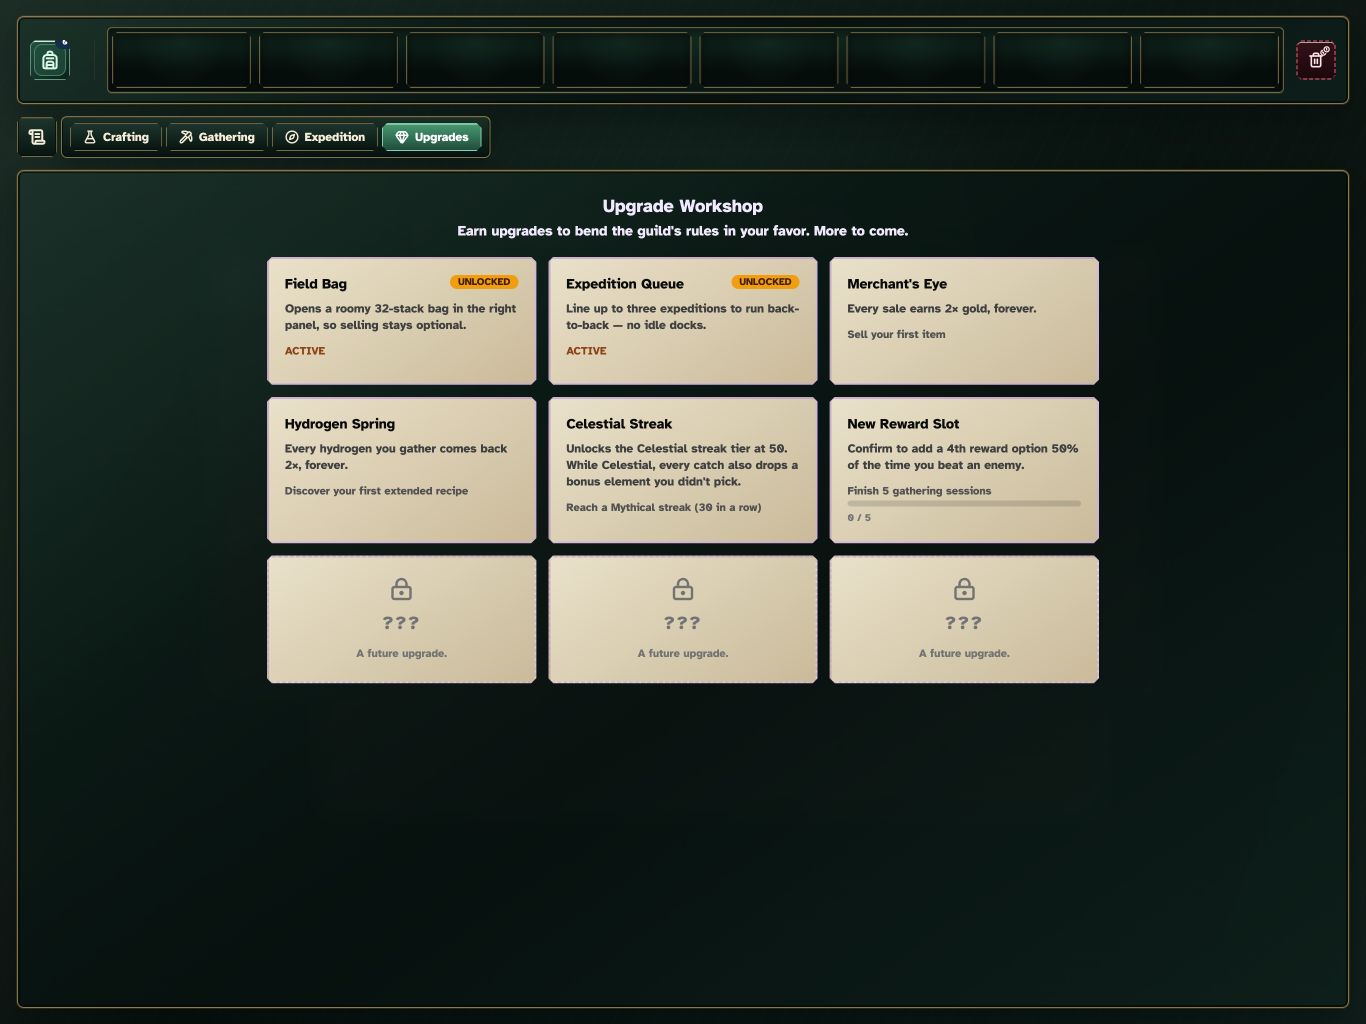 Crafting
Gathering
Expedition
Upgrades
Upgrade Workshop
Earn upgrades to bend the guild's rules in your favor. More to come.
Field Bag
UNLOCKED
Opens a roomy 32-stack bag in the right
panel, so selling stays optional.
ACTIVE
Expedition Queue
UNLOCKED
Line up to three expeditions to run back-
to-back — no idle docks.
ACTIVE
Merchant's Eye
Every sale earns 2× gold, forever.
Sell your first item
Hydrogen Spring
Every hydrogen you gather comes back
2×, forever.
Discover your first extended recipe
Celestial Streak
Unlocks the Celestial streak tier at 50.
While Celestial, every catch also drops a
bonus element you didn't pick.
Reach a Mythical streak (30 in a row)
New Reward Slot
Confirm to add a 4th reward option 50%
of the time you beat an enemy.
Finish 5 gathering sessions
0 / 5
???
A future upgrade.
???
A future upgrade.
???
A future upgrade.